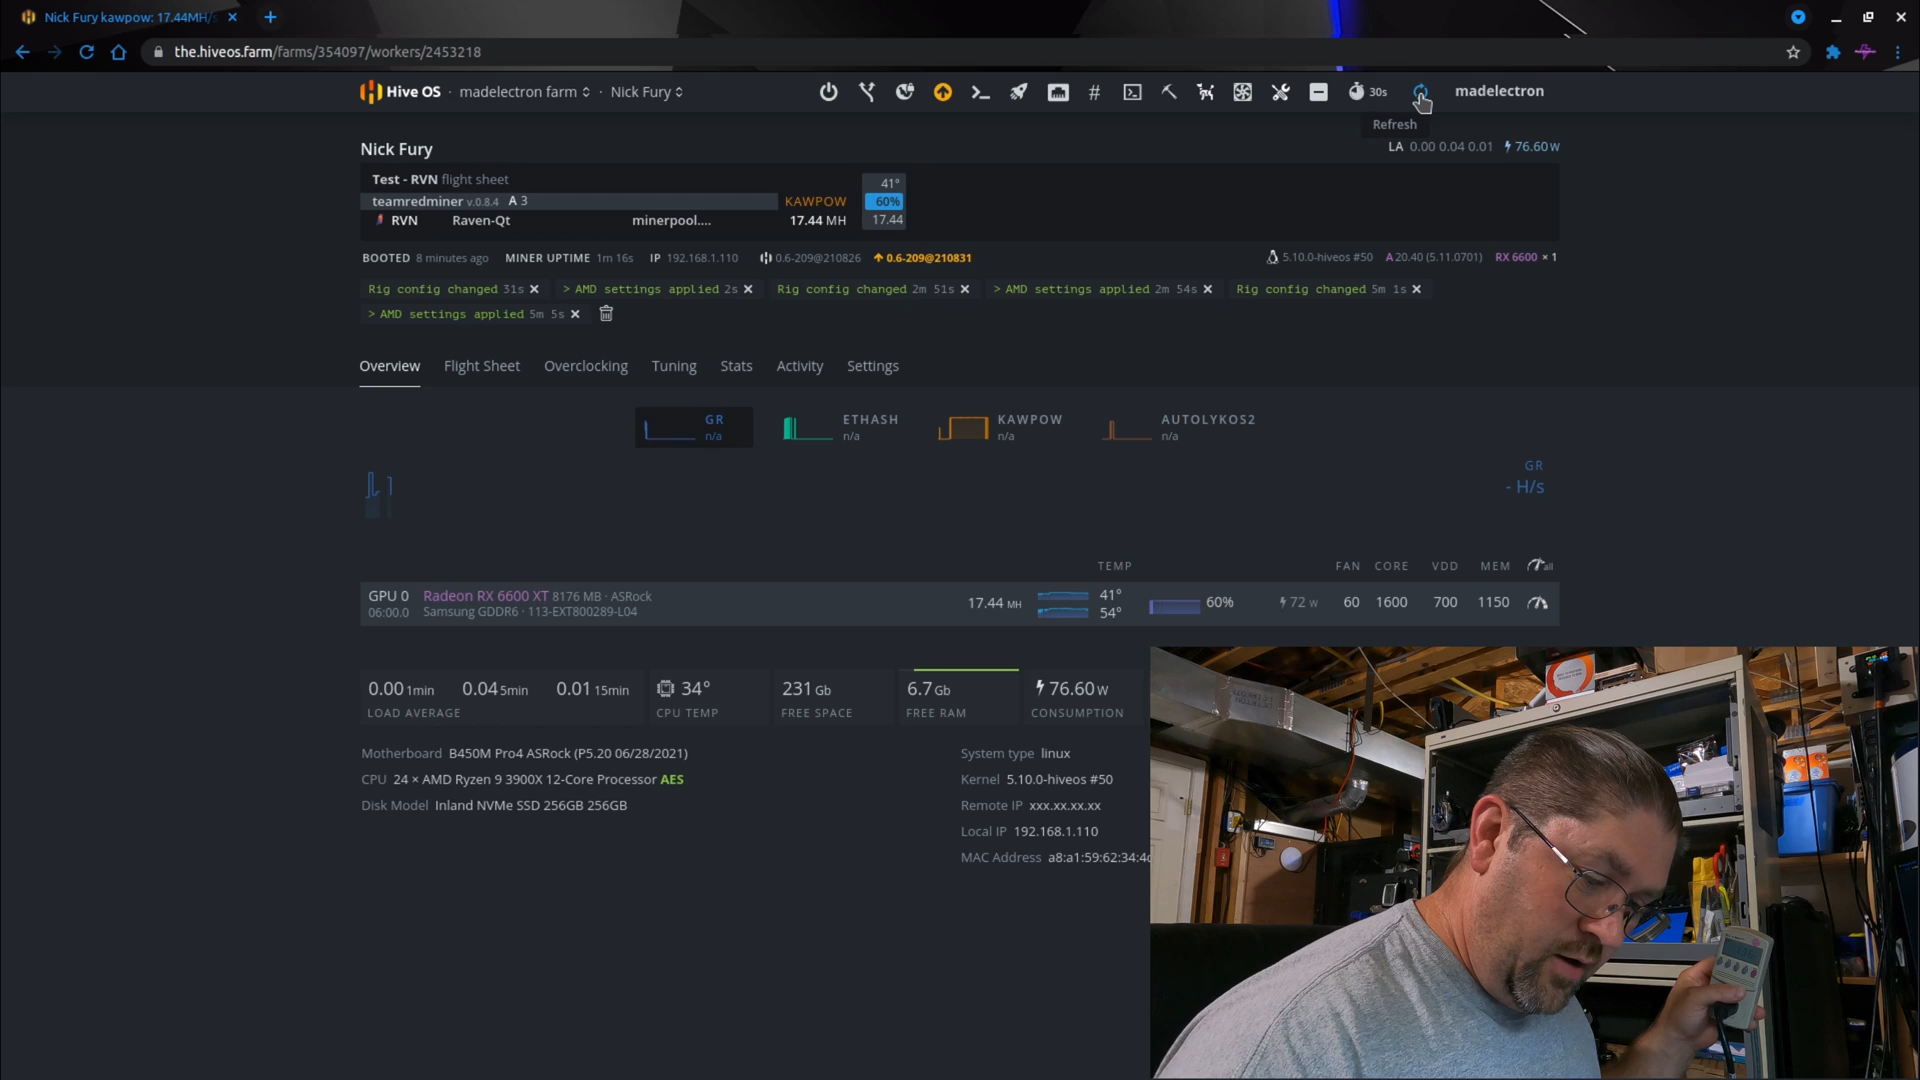 Nick Fury kawpow: 17.44MH/s
the.hiveos.farm/farms/354097/workers/2453218
Hive OS · madelectron farm · Nick Fury 30s madelectron
Refresh
Nick Fury LA 0.00 0.04 0.01 76.60 W
Test - RVN flight sheet 41°
teamredminer v.0.8.4 A 3 KAWPOW 60%
RVN Raven-Qt minerpool.... 17.44 MH 17.44
BOOTED 8 minutes ago MINER UPTIME 1m 16s IP 192.168.1.110 0.6-209@210826 0.6-209@210831 5.10.0-hiveos #50 A 20.40 (5.11.0701) RX 6600 × 1
Rig config changed 31s × > AMD settings applied 2s × Rig config changed 2m 51s × > AMD settings applied 2m 54s × Rig config changed 5m 1s ×
> AMD settings applied 5m 5s ×
Overview Flight Sheet Overclocking Tuning Stats Activity Settings
GR ETHASH KAWPOW AUTOLYKOS2
n/a n/a n/a n/a
GR
- H/s
TEMP FAN CORE VDD MEM all
GPU 0 Radeon RX 6600 XT 8176 MB · ASRock 17.44 MH 41° 60% 72 W 60 1600 700 1150
06:00.0 Samsung GDDR6 · 113-EXT800289-L04 54°
0.00 1min 0.04 5min 0.01 15min 34° 231 Gb 6.7 Gb 76.60 W
LOAD AVERAGE CPU TEMP FREE SPACE FREE RAM CONSUMPTION
Motherboard B450M Pro4 ASRock (P5.20 06/28/2021) System type linux
CPU 24 × AMD Ryzen 9 3900X 12-Core Processor AES Kernel 5.10.0-hiveos #50
Disk Model Inland NVMe SSD 256GB 256GB Remote IP xxx.xx.xx.xx
Local IP 192.168.1.110
MAC Address a8:a1:59:62:34:4